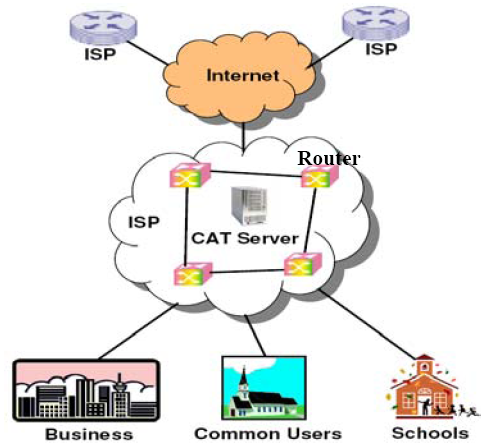 ISP
ISP
Internet
Router
ISP
CAT Server
Business
Common Users
Schools